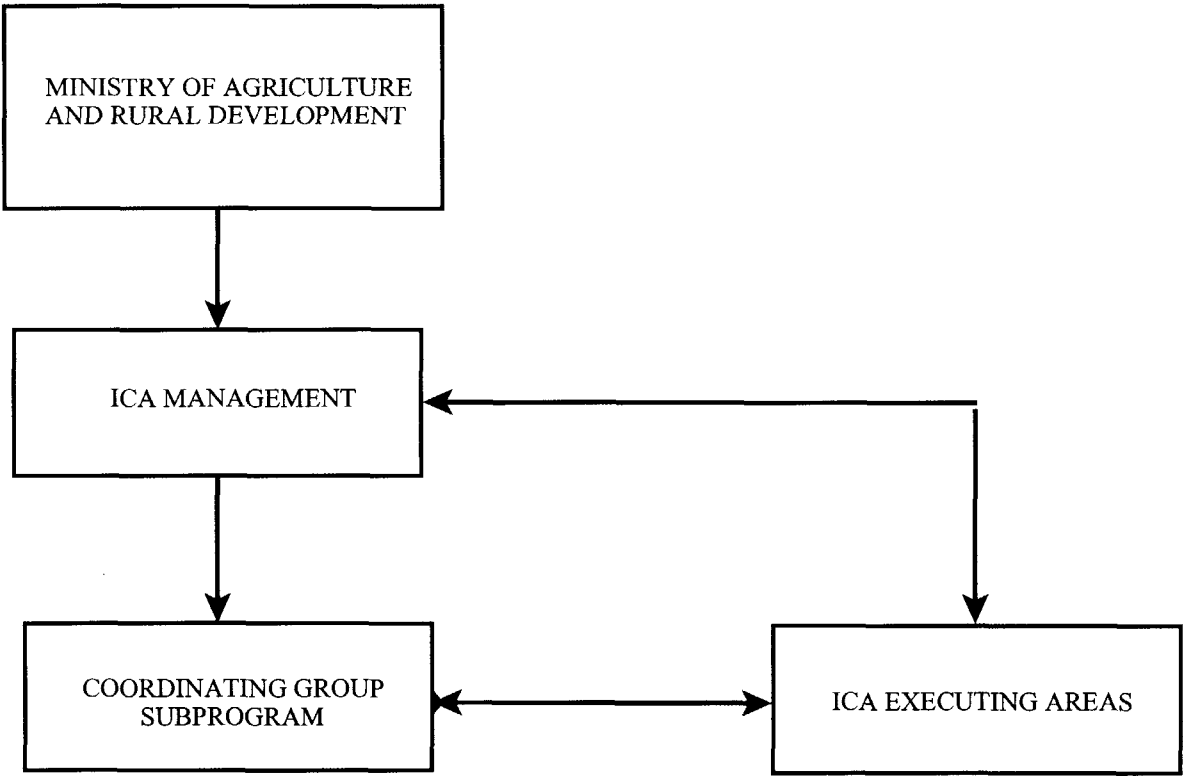 MINISTRY OF AGRICULTURE
AND RURAL DEVELOPMENT
ICA MANAGEMENT
COORDINATING GROUP
SUBPROGRAM
ICA EXECUTING AREAS